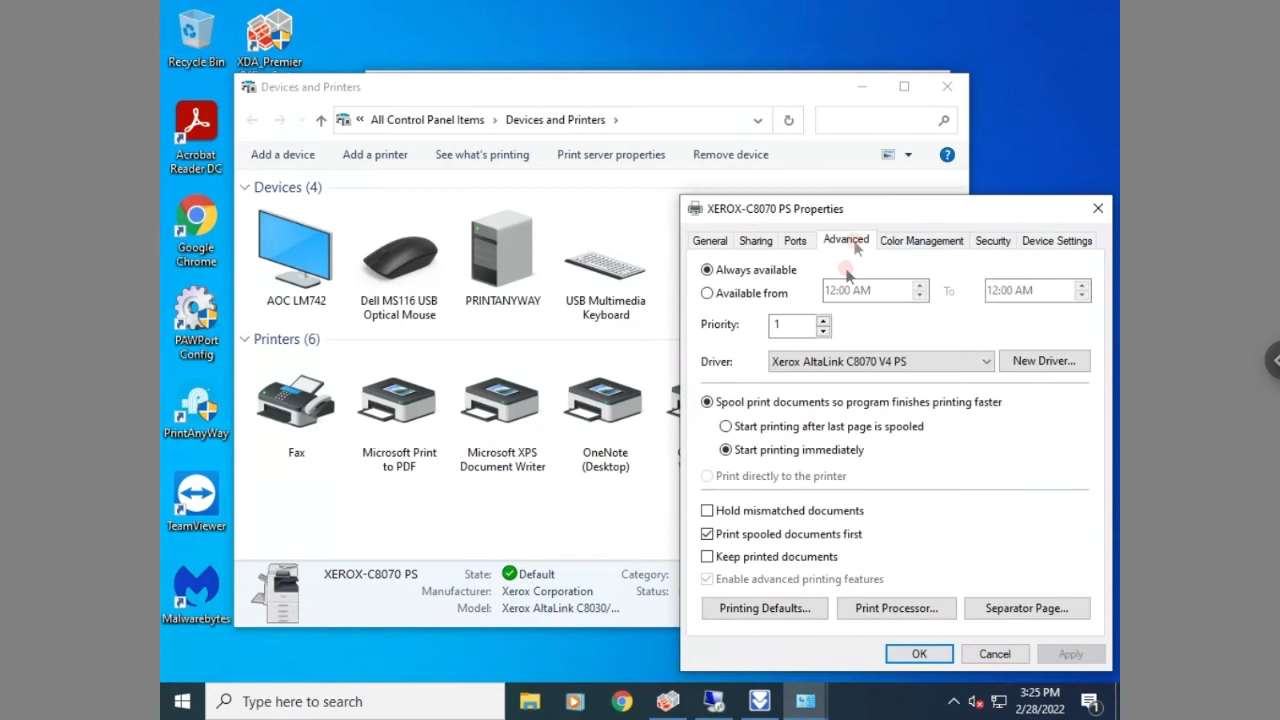 Recycle Bin
XDA_Premier
Acrobat
Reader DC
Google
Chrome
PAWPort
Config
PrintAnyWay
TeamViewer
Malwarebytes
Devices and Printers
« All Control Panel Items › Devices and Printers ›
Add a device Add a printer See what's printing Print server properties Remove device
Devices (4)
AOC LM742
Dell MS116 USB
Optical Mouse
PRINTANYWAY
USB Multimedia
Keyboard
Printers (6)
Fax
Microsoft Print
to PDF
Microsoft XPS
Document Writer
OneNote
(Desktop)
XEROX-C8070 PS State: Default Category:
Manufacturer: Xerox Corporation Status:
Model: Xerox AltaLink C8030/...
XEROX-C8070 PS Properties
General Sharing Ports Advanced Color Management Security Device Settings
Always available
Available from 12:00 AM To 12:00 AM
Priority: 1
Driver: Xerox AltaLink C8070 V4 PS New Driver...
Spool print documents so program finishes printing faster
Start printing after last page is spooled
Start printing immediately
Print directly to the printer
Hold mismatched documents
Print spooled documents first
Keep printed documents
Enable advanced printing features
Printing Defaults... Print Processor... Separator Page...
OK Cancel Apply
Type here to search
3:25 PM
2/28/2022
1